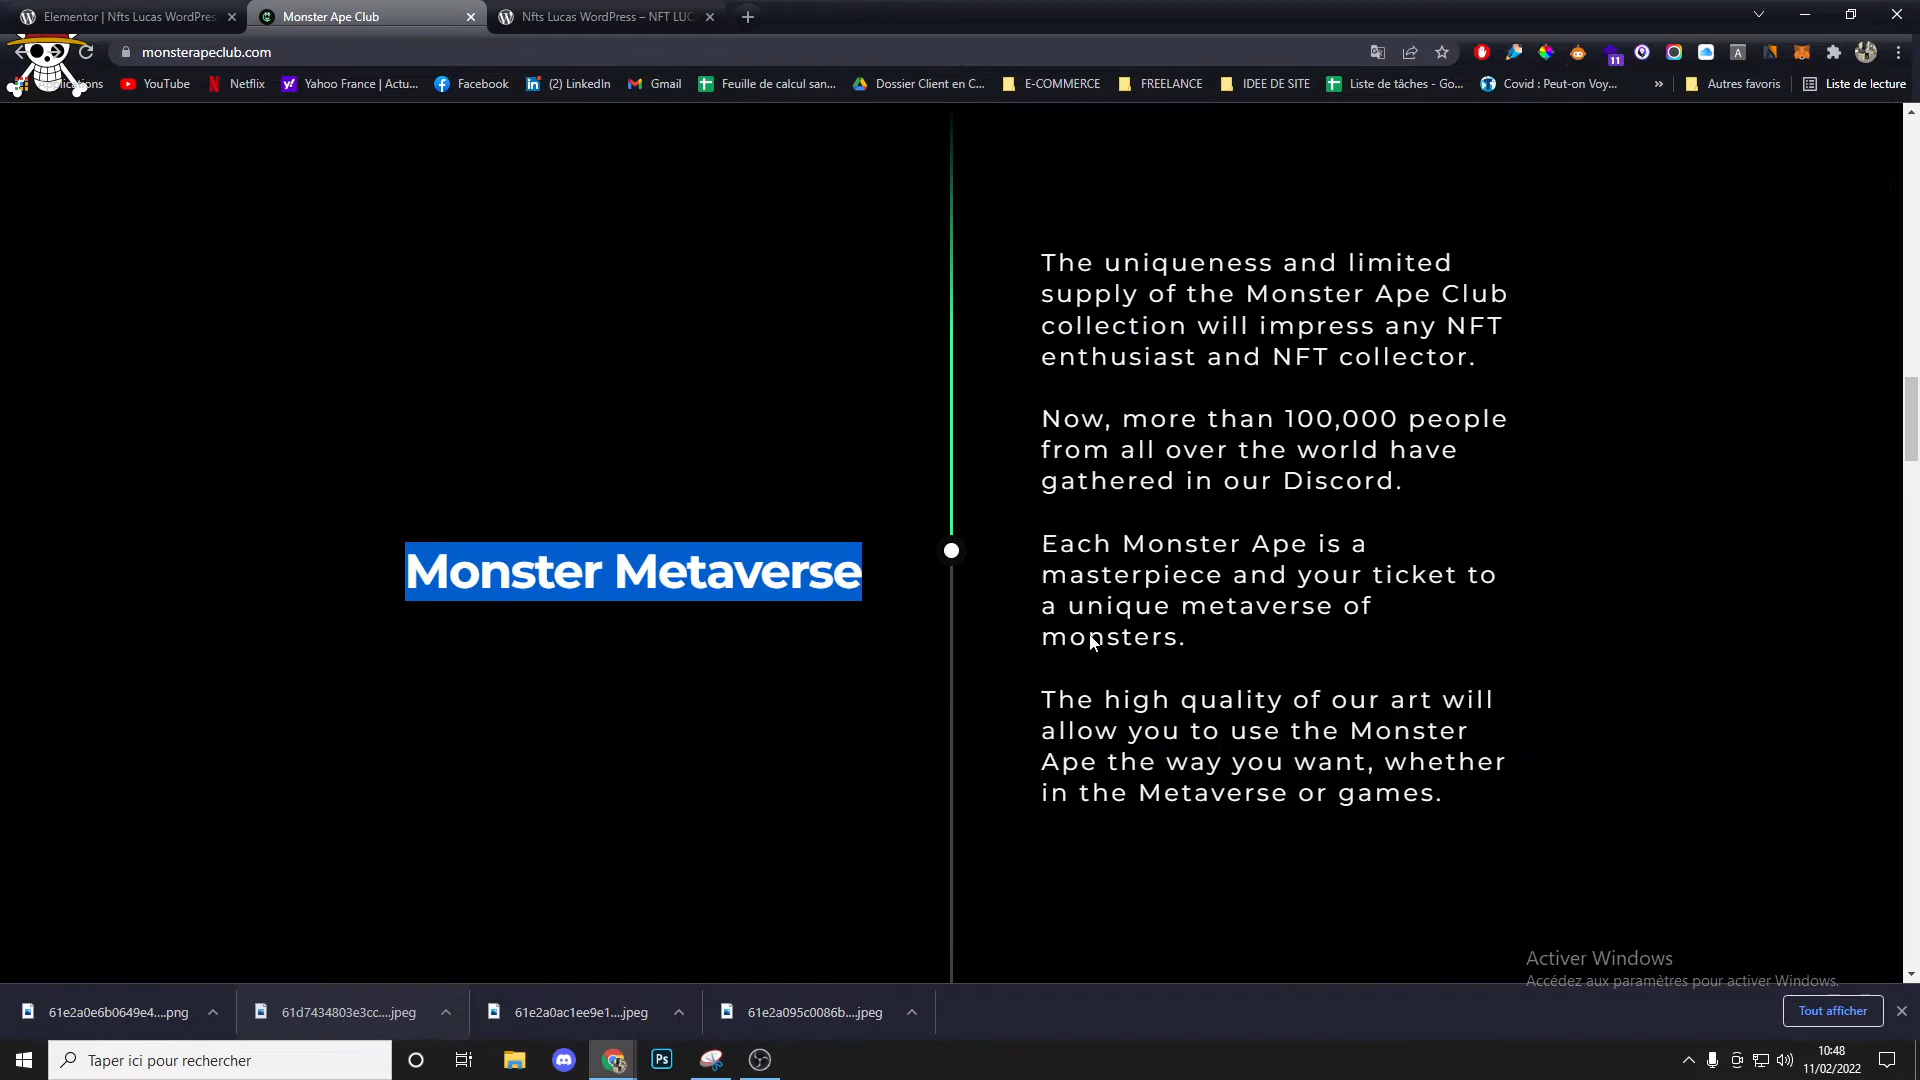 Elementor | Nfts Lucas WordPres
Monster Ape Club
Nfts Lucas WordPress – NFT LUC
monsterapeclub.com
11
A
Applications
YouTube
Netflix
Yahoo France | Actu...
Facebook
(2) LinkedIn
Gmail
Feuille de calcul san...
Dossier Client en C...
E-COMMERCE
FREELANCE
IDEE DE SITE
Liste de tâches - Go...
Covid : Peut-on Voy...
»
Autres favoris
Liste de lecture
Monster Metaverse
The uniqueness and limited
supply of the Monster Ape Club
collection will impress any NFT
enthusiast and NFT collector.
Now, more than 100,000 people
from all over the world have
gathered in our Discord.
Each Monster Ape is a
masterpiece and your ticket to
a unique metaverse of
monsters.
The high quality of our art will
allow you to use the Monster
Ape the way you want, whether
in the Metaverse or games.
Activer Windows
Accédez aux paramètres pour activer Windows.
61e2a0e6b0649e4....png
61d7434803e3cc....jpeg
61e2a0ac1ee9e1....jpeg
61e2a095c0086b....jpeg
Tout afficher
Taper ici pour rechercher
Ps
10:48
11/02/2022